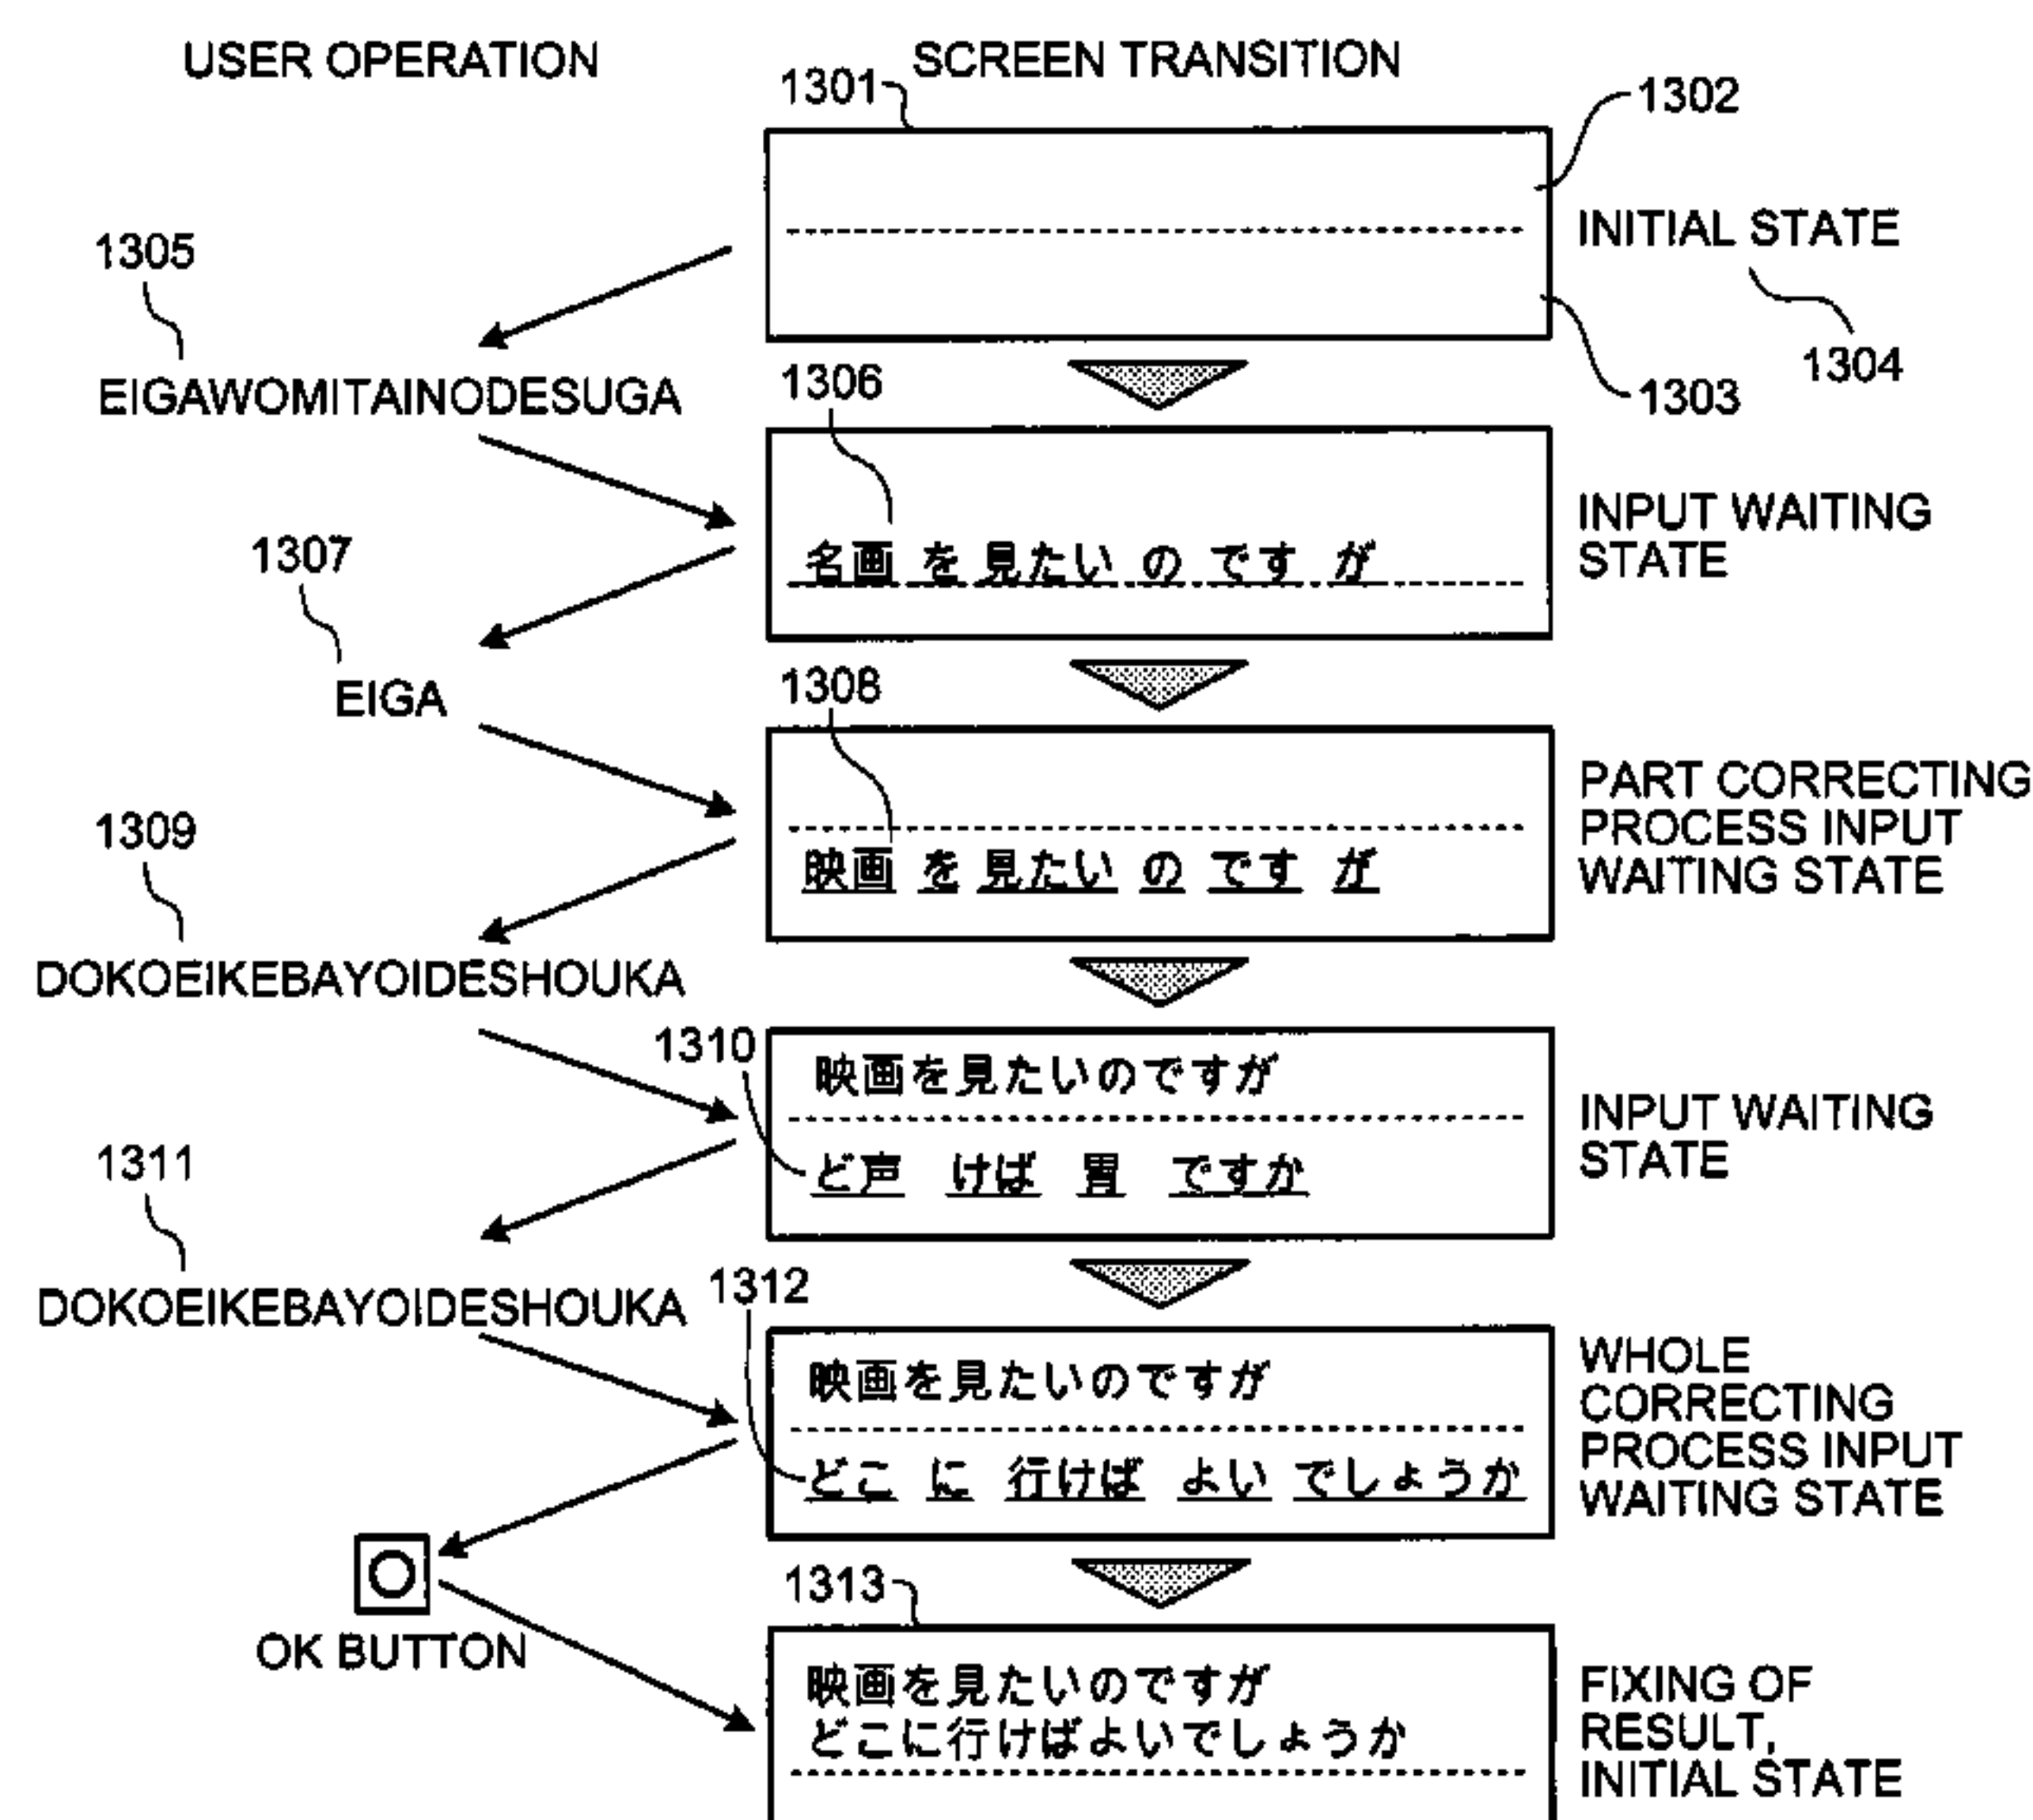 USER OPERATION
SCREEN TRANSITION
1301
1302
INITIAL STATE
1303
1304
1305
EIGAWOMITAINODESUGA
1306
名画 を 見たい の です が
INPUT WAITING
STATE
1307
EIGA
1308
映画 を 見たい の です が
PART CORRECTING
PROCESS INPUT
WAITING STATE
1309
DOKOEIKEBAYOIDESHOUKA
1310
映画を見たいのですが
ど声 けば 胃 ですか
INPUT WAITING
STATE
1311
DOKOEIKEBAYOIDESHOUKA
1312
映画を見たいのですが
どこ に 行けば よい でしょうか
WHOLE
CORRECTING
PROCESS INPUT
WAITING STATE
OK BUTTON
1313
映画を見たいのですが
どこに行けばよいでしょうか
FIXING OF
RESULT,
INITIAL STATE